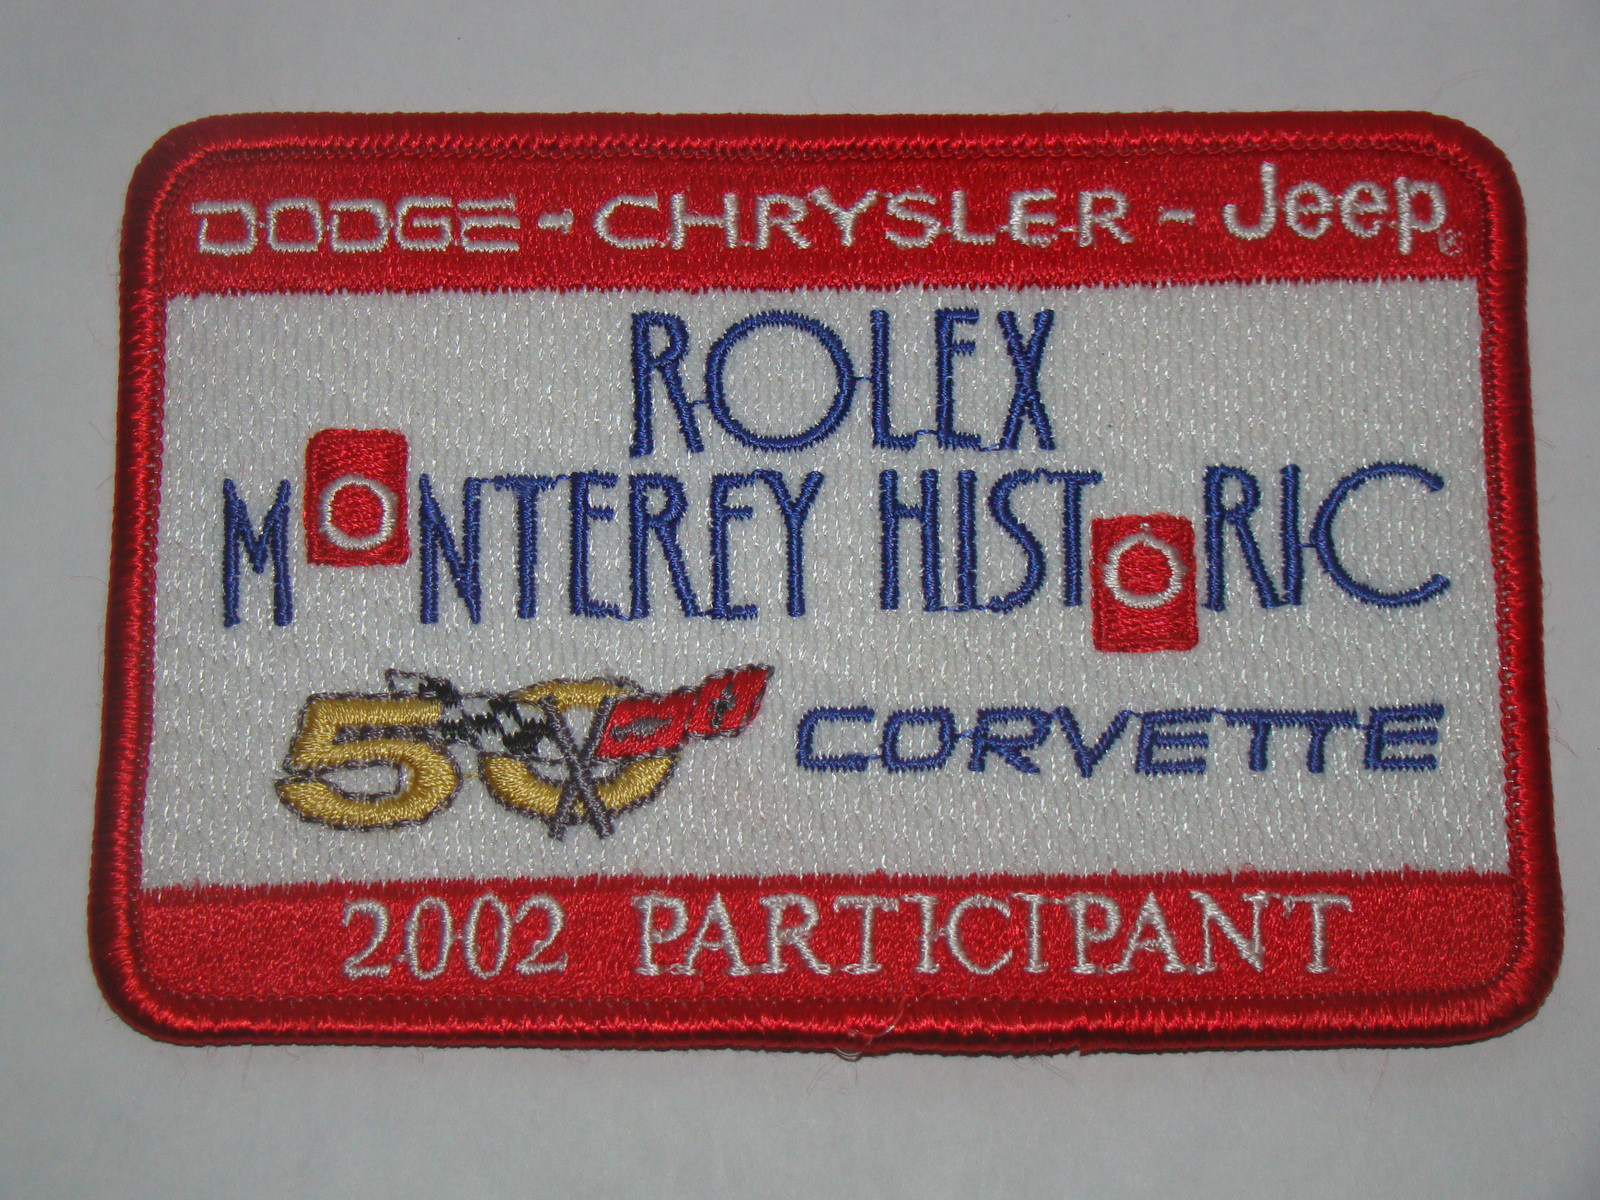 DODGE - CHRYSLER - Jeep®
ROLEX
MONTEREY HISTORIC
50 CORVETTE
2002 PARTICIPANT